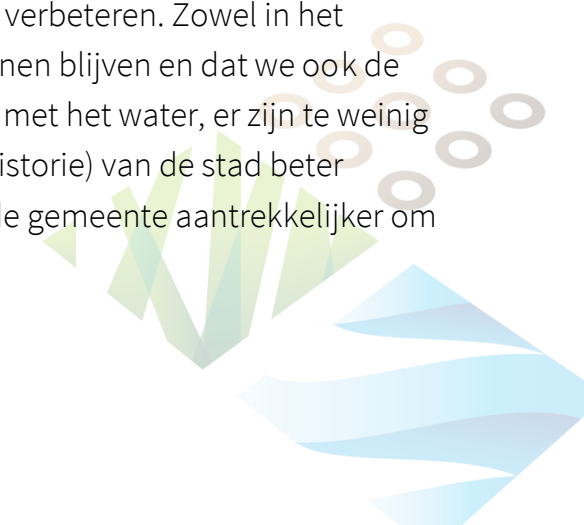 verbeteren. Zowel in het
nen blijven en dat we ook de
met het water, er zijn te weinig
istorie) van de stad beter
de gemeente aantrekkelijker om